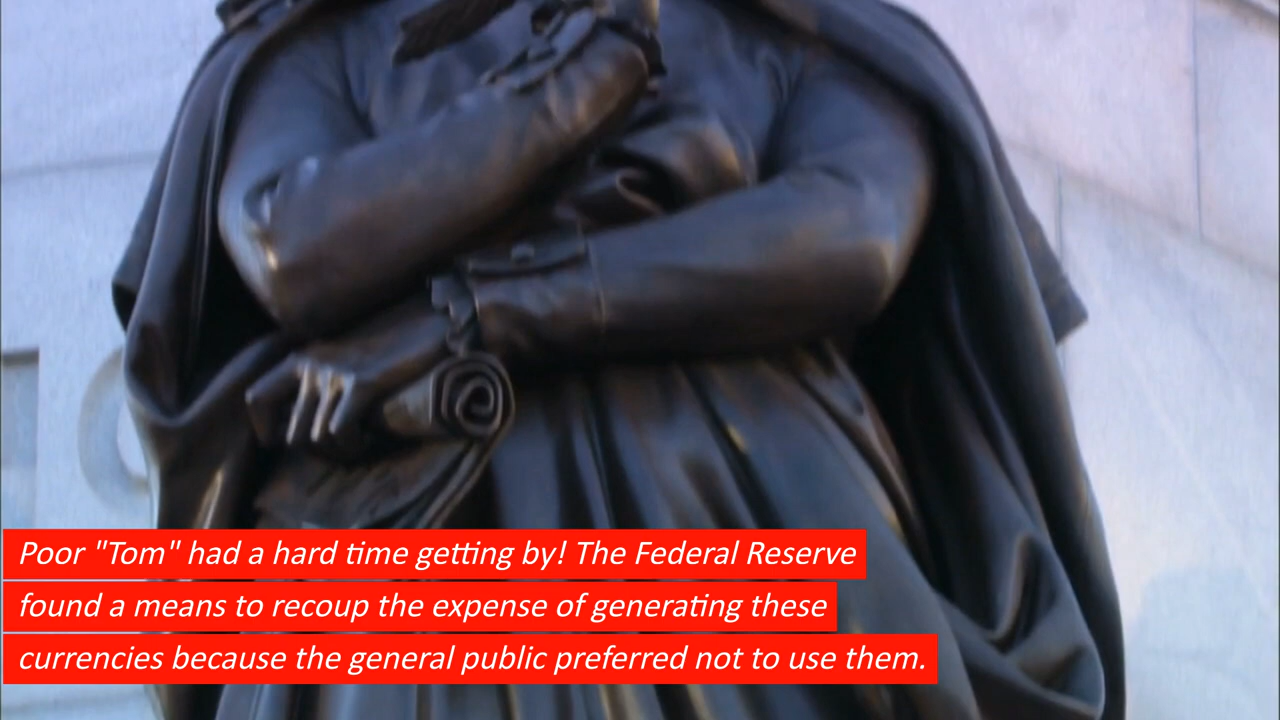 Poor "Tom" had a hard time getting by! The Federal Reserve
found a means to recoup the expense of generating these
currencies because the general public preferred not to use them.